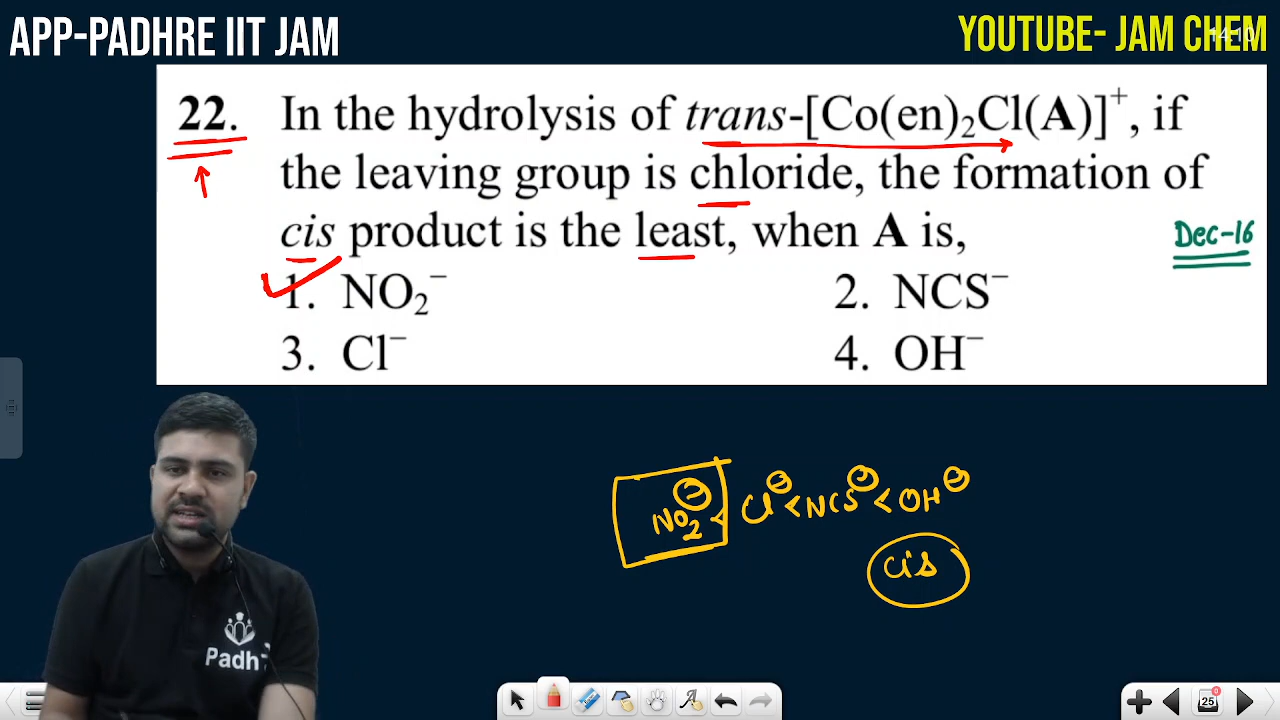 APP-PADHRE IIT JAM
YOUTUBE- JAM CHEM
22. In the hydrolysis of trans-[Co(en)₂Cl(A)]⁺, if
the leaving group is chloride, the formation of
cis product is the least, when A is,
Dec-16
1. NO₂⁻ 2. NCS⁻
3. Cl⁻ 4. OH⁻
NO₂⁻ < Cl⁻ < NCS⁻ < OH⁻
cis
Padh
25